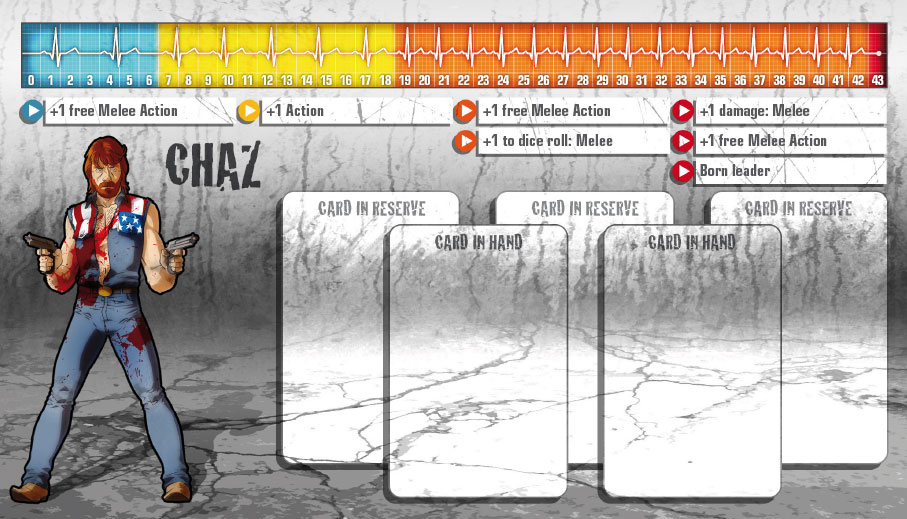 0 1 2 3 4 5 6 7 8 9 10 11 12 13 14 15 16 17 18 19 20 21 22 23 24 25 26 27 28 29 30 31 32 33 34 35 36 37 38 39 40 41 42 43
+1 free Melee Action
+1 Action
+1 free Melee Action
+1 to dice roll: Melee
+1 damage: Melee
+1 free Melee Action
Born leader
CHAZ
CARD IN RESERVE
CARD IN RESERVE
CARD IN RESERVE
CARD IN HAND
CARD IN HAND